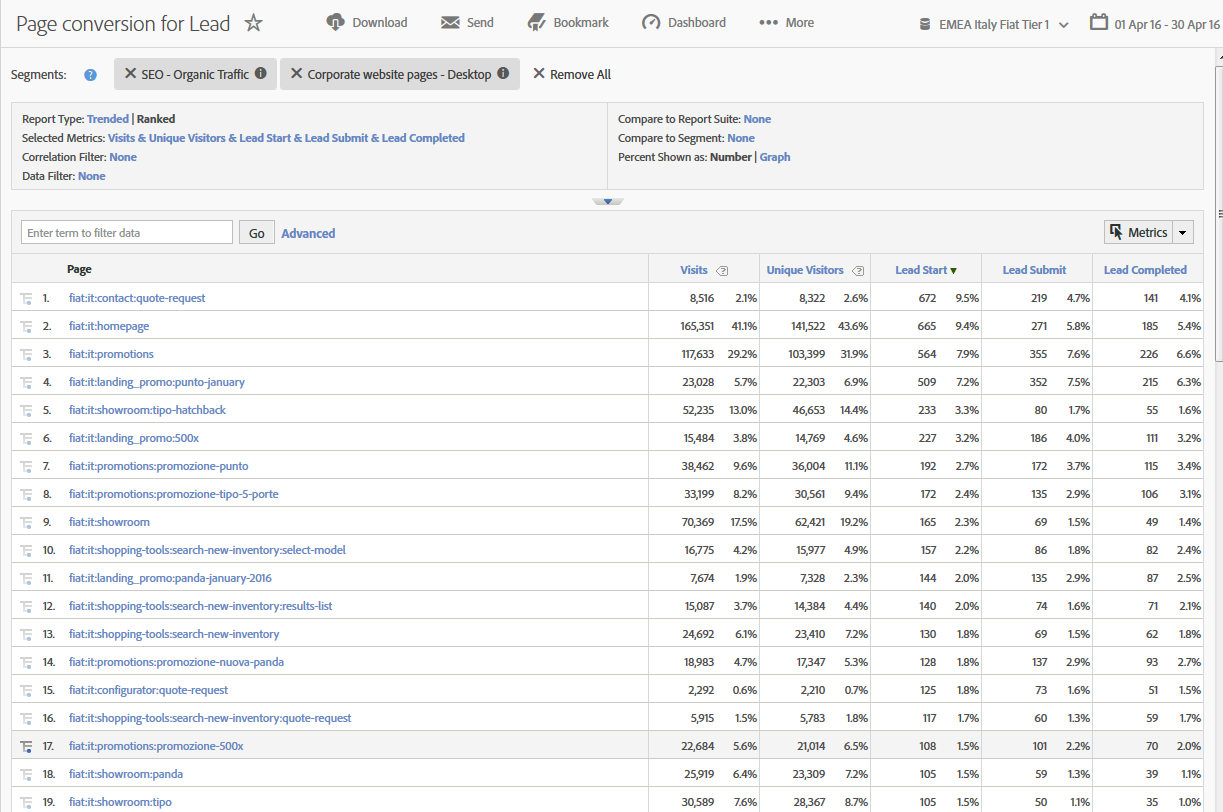 Page conversion for Lead Download Send Bookmark Dashboard More EMEA Italy Fiat Tier 1 01 Apr 16 - 30 Apr 16
Segments: ? SEO - Organic Traffic Corporate website pages - Desktop Remove All
Report Type: Trended | Ranked
Selected Metrics: Visits & Unique Visitors & Lead Start & Lead Submit & Lead Completed
Correlation Filter: None
Data Filter: None
Compare to Report Suite: None
Compare to Segment: None
Percent Shown as: Number | Graph
Enter term to filter data Go Advanced Metrics
Page Visits ? Unique Visitors ? Lead Start Lead Submit Lead Completed
1. fiat:it:contact:quote-request 8,516 2.1% 8,322 2.6% 672 9.5% 219 4.7% 141 4.1%
2. fiat:it:homepage 165,351 41.1% 141,522 43.6% 665 9.4% 271 5.8% 185 5.4%
3. fiat:it:promotions 117,633 29.2% 103,399 31.9% 564 7.9% 355 7.6% 226 6.6%
4. fiat:it:landing_promo:punto-january 23,028 5.7% 22,303 6.9% 509 7.2% 352 7.5% 215 6.3%
5. fiat:it:showroom:tipo-hatchback 52,235 13.0% 46,653 14.4% 233 3.3% 80 1.7% 55 1.6%
6. fiat:it:landing_promo:500x 15,484 3.8% 14,769 4.6% 227 3.2% 186 4.0% 111 3.2%
7. fiat:it:promotions:promozione-punto 38,462 9.6% 36,004 11.1% 192 2.7% 172 3.7% 115 3.4%
8. fiat:it:promotions:promozione-tipo-5-porte 33,199 8.2% 30,561 9.4% 172 2.4% 135 2.9% 106 3.1%
9. fiat:it:showroom 70,369 17.5% 62,421 19.2% 165 2.3% 69 1.5% 49 1.4%
10. fiat:it:shopping-tools:search-new-inventory:select-model 16,775 4.2% 15,977 4.9% 157 2.2% 86 1.8% 82 2.4%
11. fiat:it:landing_promo:panda-january-2016 7,674 1.9% 7,328 2.3% 144 2.0% 135 2.9% 87 2.5%
12. fiat:it:shopping-tools:search-new-inventory:results-list 15,087 3.7% 14,384 4.4% 140 2.0% 74 1.6% 71 2.1%
13. fiat:it:shopping-tools:search-new-inventory 24,692 6.1% 23,410 7.2% 130 1.8% 69 1.5% 62 1.8%
14. fiat:it:promotions:promozione-nuova-panda 18,983 4.7% 17,347 5.3% 128 1.8% 137 2.9% 93 2.7%
15. fiat:it:configurator:quote-request 2,292 0.6% 2,210 0.7% 125 1.8% 73 1.6% 51 1.5%
16. fiat:it:shopping-tools:search-new-inventory:quote-request 5,915 1.5% 5,783 1.8% 117 1.7% 60 1.3% 59 1.7%
17. fiat:it:promotions:promozione-500x 22,684 5.6% 21,014 6.5% 108 1.5% 101 2.2% 70 2.0%
18. fiat:it:showroom:panda 25,919 6.4% 23,309 7.2% 105 1.5% 59 1.3% 39 1.1%
19. fiat:it:showroom:tipo 30,589 7.6% 28,367 8.7% 105 1.5% 50 1.1% 35 1.0%